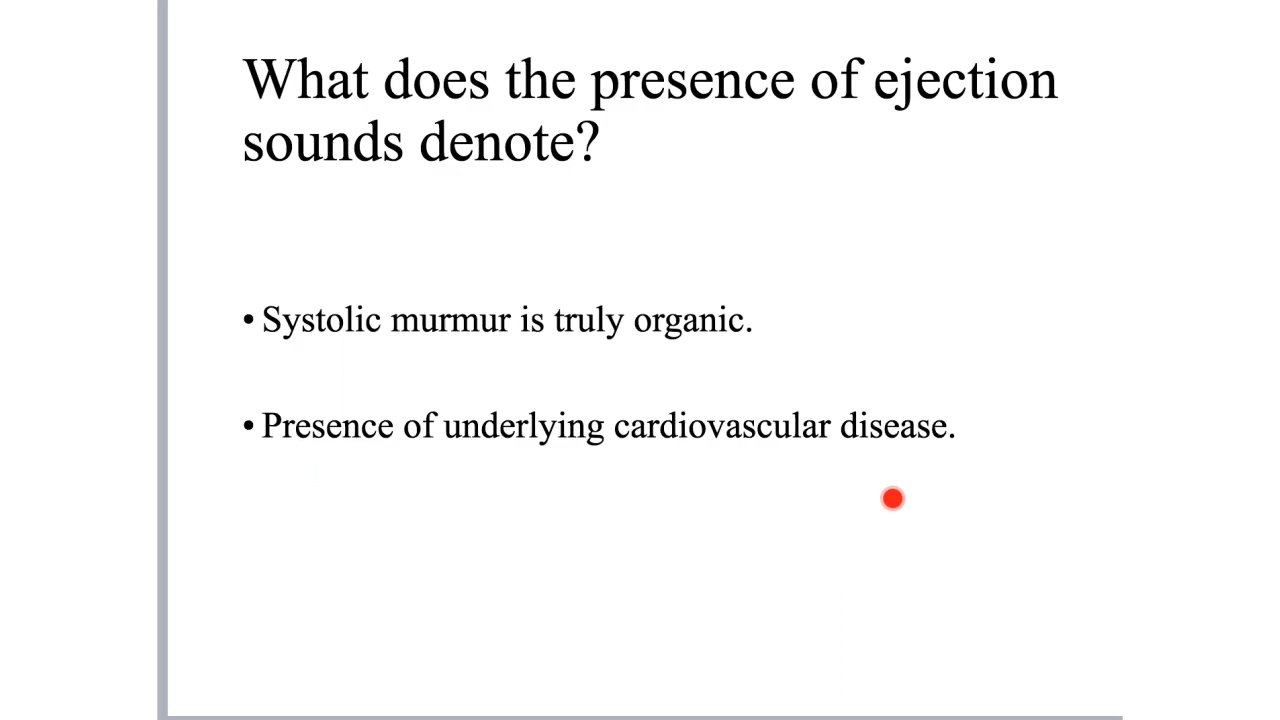 What does the presence of ejection
sounds denote?
• Systolic murmur is truly organic.
• Presence of underlying cardiovascular disease.